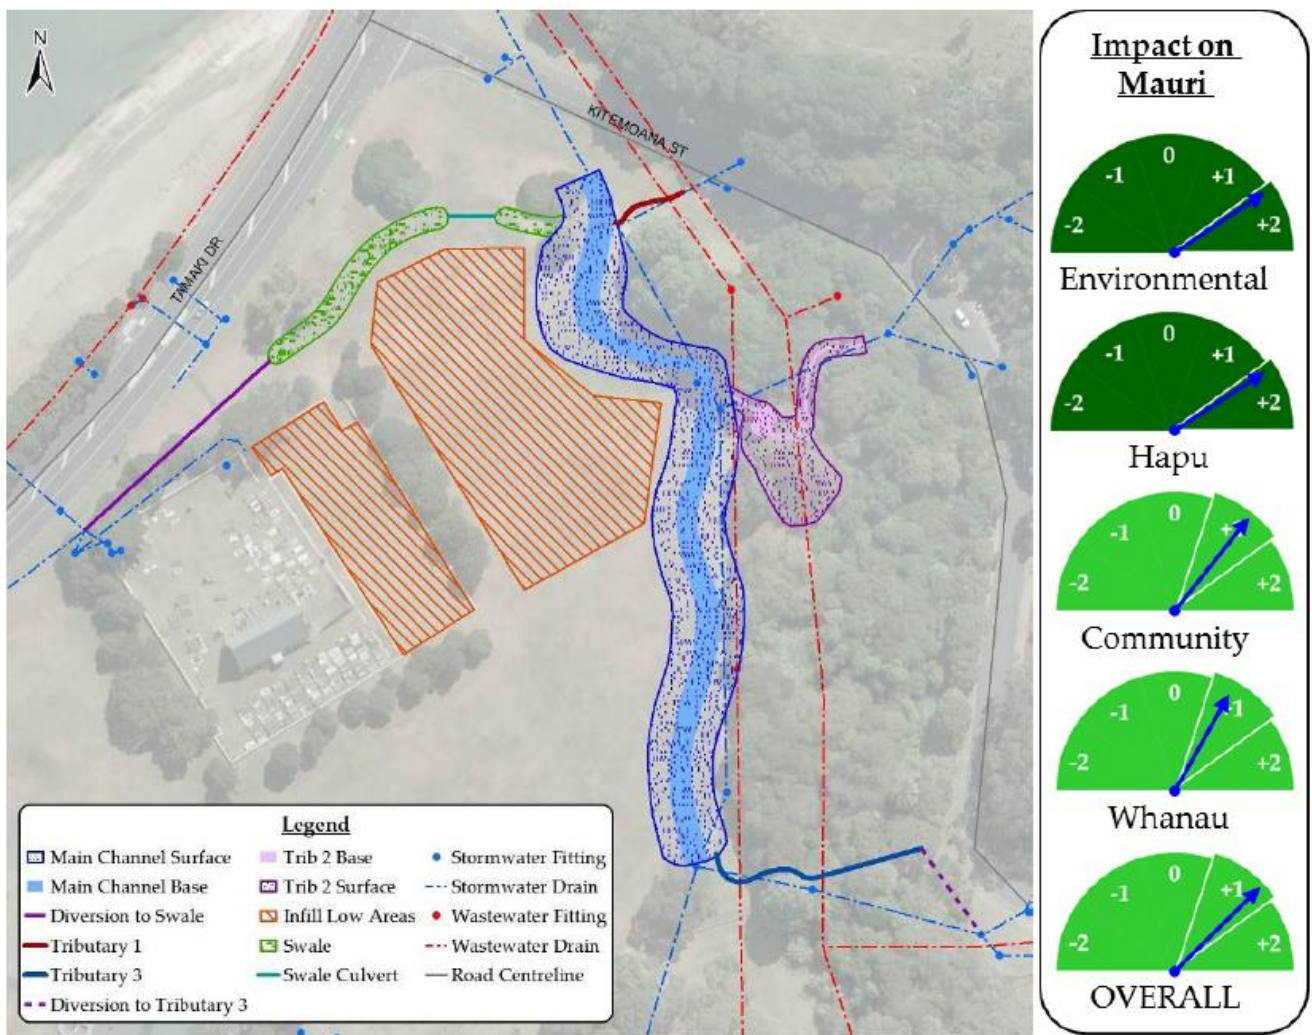 N
KITEMOANA ST
TAMAKI DR
Legend
Main Channel Surface
Main Channel Base
Diversion to Swale
Tributary 1
Tributary 3
Diversion to Tributary 3
Trib 2 Base
Trib 2 Surface
Infill Low Areas
Swale
Swale Culvert
Stormwater Fitting
Stormwater Drain
Wastewater Fitting
Wastewater Drain
Road Centreline
Impact on
Mauri
-2 -1 0 +1 +2
Environmental
-2 -1 0 +1 +2
Hapu
-2 -1 0 +2
Community
-2 -1 0 +2
Whanau
-2 -1 0 +1 +2
OVERALL